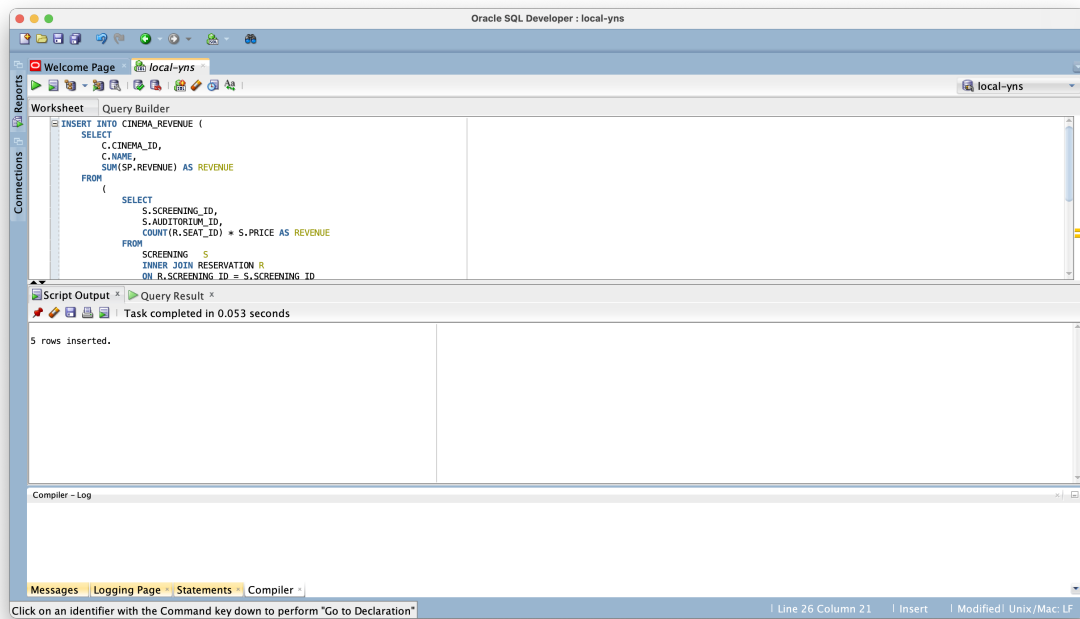 Oracle SQL Developer : local-yns
Welcome Page
local-yns
local-yns
Reports
Connections
Worksheet
Query Builder
INSERT INTO CINEMA_REVENUE (
SELECT
C.CINEMA_ID,
C.NAME,
SUM(SP.REVENUE) AS REVENUE
FROM
(
SELECT
S.SCREENING_ID,
S.AUDITORIUM_ID,
COUNT(R.SEAT_ID) * S.PRICE AS REVENUE
FROM
SCREENING S
INNER JOIN RESERVATION R
ON R.SCREENING_ID = S.SCREENING_ID
Script Output ×
Query Result ×
Task completed in 0.053 seconds
5 rows inserted.
Compiler - Log
Messages
Logging Page
Statements
Compiler
Click on an identifier with the Command key down to perform "Go to Declaration"
Line 26 Column 21
Insert
Modified
Unix/Mac: LF